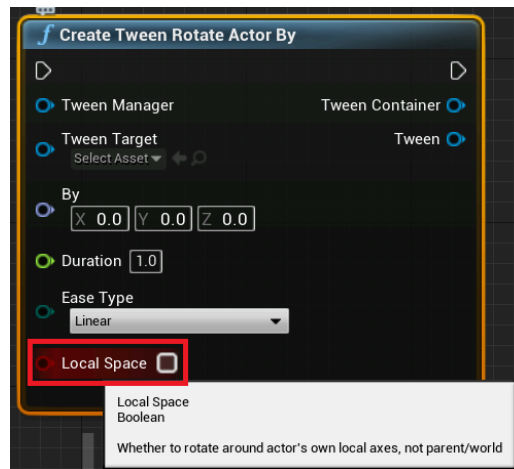 f Create Tween Rotate Actor By
Tween Manager Tween Container
Tween Target Tween
Select Asset
By
X 0.0 Y 0.0 Z 0.0
Duration 1.0
Ease Type
Linear
Local Space
Local Space
Boolean
Whether to rotate around actor's own local axes, not parent/world